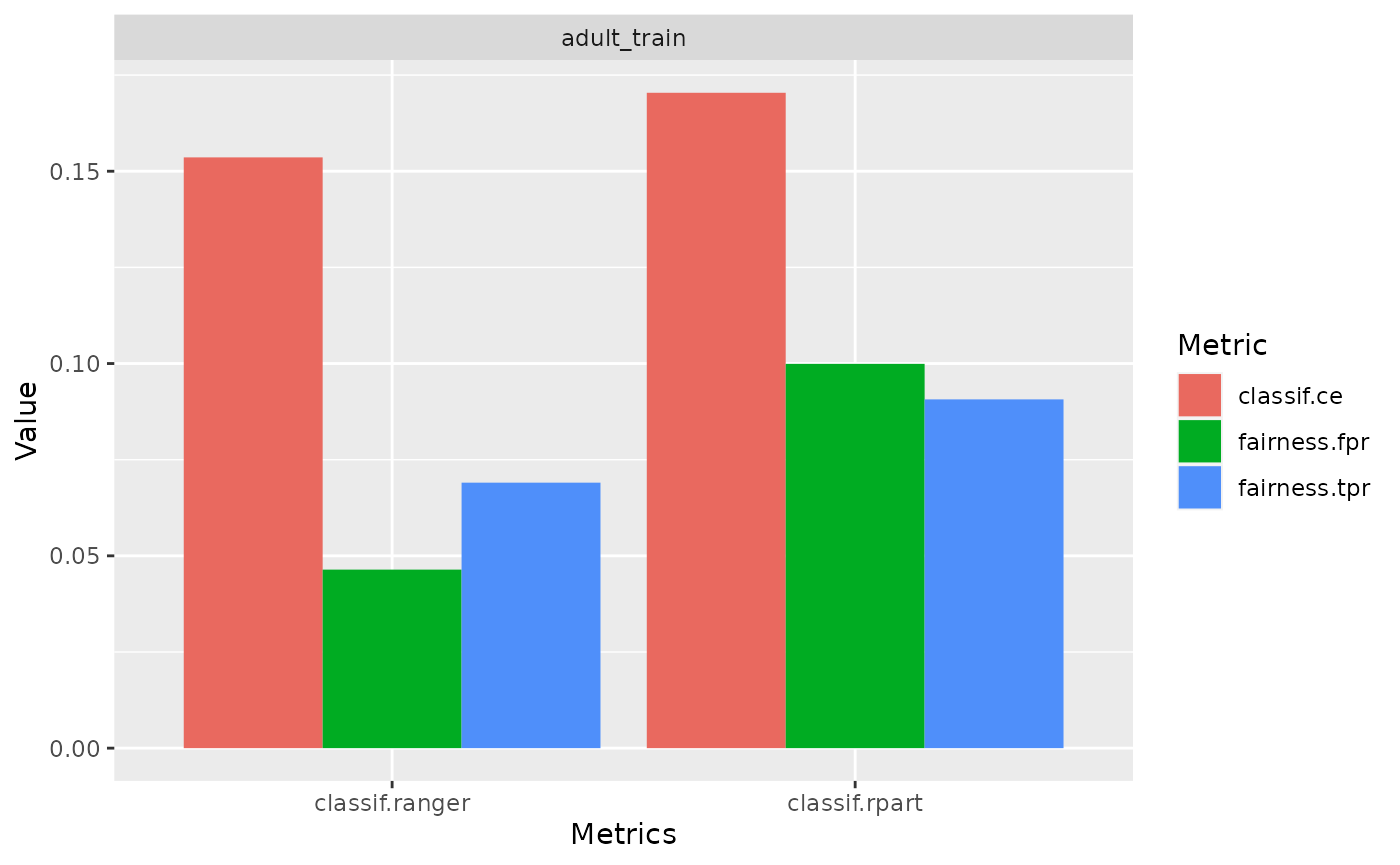 adult_train
0.15
0.10
0.05
0.00
Value
classif.ranger
classif.rpart
Metrics
Metric
classif.ce
fairness.fpr
fairness.tpr